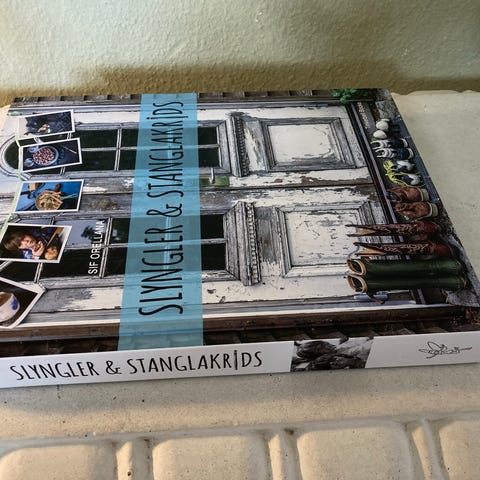 SLYNGLER & STANGLAKRIDS
SIF ORELLANA
SLYNGLER & STANGLAKRIDS